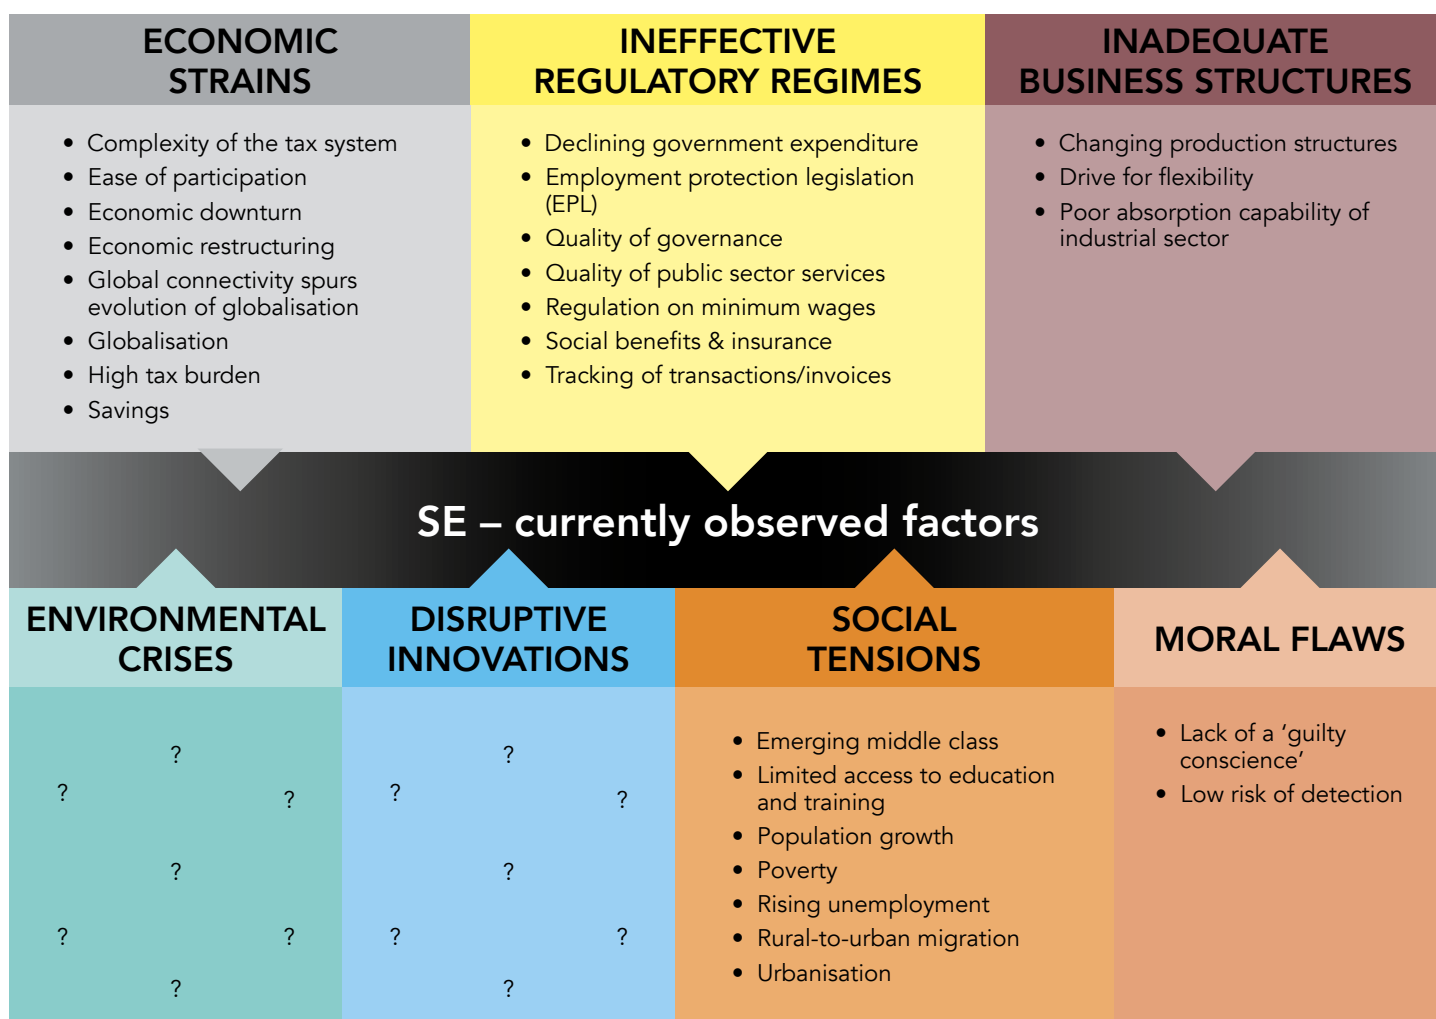 ECONOMIC
STRAINS
• Complexity of the tax system
• Ease of participation
• Economic downturn
• Economic restructuring
• Global connectivity spurs
evolution of globalisation
• Globalisation
• High tax burden
• Savings
INEFFECTIVE
REGULATORY REGIMES
• Declining government expenditure
• Employment protection legislation
(EPL)
• Quality of governance
• Quality of public sector services
• Regulation on minimum wages
• Social benefits & insurance
• Tracking of transactions/invoices
INADEQUATE
BUSINESS STRUCTURES
• Changing production structures
• Drive for flexibility
• Poor absorption capability of
industrial sector
SE – currently observed factors
ENVIRONMENTAL
CRISES
?
? ?
?
? ?
?
DISRUPTIVE
INNOVATIONS
?
? ?
?
? ?
?
SOCIAL
TENSIONS
• Emerging middle class
• Limited access to education
and training
• Population growth
• Poverty
• Rising unemployment
• Rural-to-urban migration
• Urbanisation
MORAL FLAWS
• Lack of a ‘guilty
conscience’
• Low risk of detection